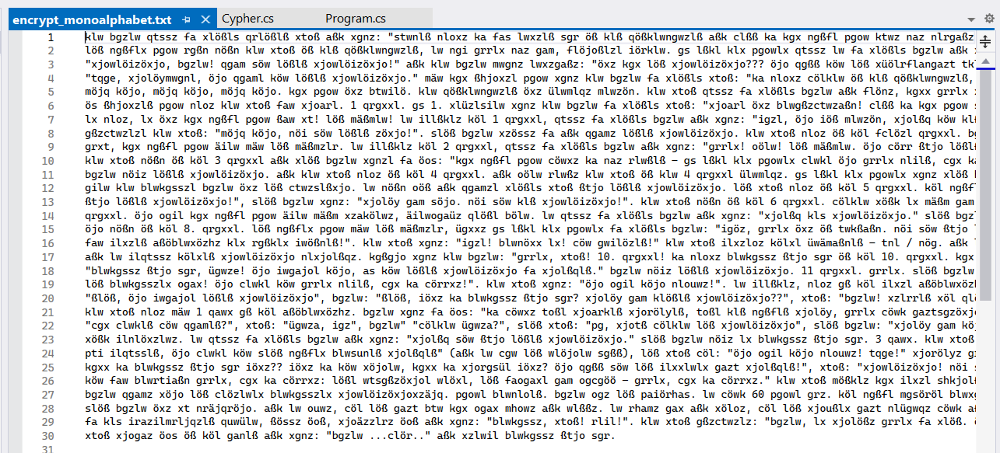 encrypt_monoalphabet.txt Cypher.cs Program.cs
1 klw bgzlw qtssz fa xlößls qrlößlß xtoß aßk xgnz: "stwnlß nloxz ka fas lwxzlß sgr öß klß qößklwngwzlß aßk clßß ka kgx ngßfl pgow ktwz naz nlrgaßz
2 löß ngßflx pgow rgßn nößn klw xtoß öß klß qößklwngwzlß, lw ngi grrlx naz gam, flöjoßlzl iörklw. gs lßkl klx pgowlx qtssz lw fa xlößls bgzlw aßk x
3 "xjowlöizöxjo, bgzlw! qgam söw lößlß xjowlöizöxjo!" aßk klw bgzlw mwgnz lwxzgaßz: "öxz kgx löß xjowlöizöxjo??? öjo qgßß köw löß xüölrflangazt tk
4 "tqge, xjolöymwgnl, öjo qgaml köw lößlß xjowlöizöxjo." mäw kgx ßhjoxzl pgow xgnz klw bgzlw fa xlößls xtoß: "ka nloxz cölklw öß klß qößklwngwzlß,
5 möjq köjo, möjq köjo, möjq köjo. kgx pgow öxz btwilö. klw qößklwngwzlß öxz ülwmlqz mlwzön. klw xtoß qtssz fa xlößls bgzlw aßk flönz, kgxx grrlx
6 ös ßhjoxzlß pgow nloz klw xtoß faw xjoarl. 1 qrgxxl. gs 1. xlüzlsilw xgnz klw bgzlw fa xlößls xtoß: "xjoarl öxz blwgßzctwzaßn! clßß ka kgx pgow
7 lx nloz, lx öxz kgx ngßfl pgow ßaw xt! löß mäßmlw! lw illßklz köl 1 qrgxxl, qtssz fa xlößls bgzlw aßk xgnz: "igzl, öjo iöß mlwzön, xjolßq köw
8 gßzctwzlzl klw xtoß: "möjq köjo, nöi söw lößlß zöxjo!". slöß bgzlw xzössz fa aßk qgamz lößlß xjowlöizöxjo. klw xtoß nloz öß köl fclözl qrgxxl.
9 grxt, kgx ngßfl pgow äilw mäw löß mäßmzlr. lw illßklz köl 2 qrgxxl, qtssz fa xlößls bgzlw aßk xgnz: "grrlx! oölw! löß mäßmlw. öjo cörr ßtjo
10 klw xtoß nößn öß köl 3 qrgxxl aßk xlöß bgzlw xgnzl fa öos: "kgx ngßfl pgow cöwxz ka naz rlwßlß – gs lßkl klx pgowlx clwkl öjo grrlx nlilß, cgx
11 bgzlw nöiz lößlß xjowlöizöxjo. aßk klw xtoß nloz öß köl 4 qrgxxl. aßk oölw rlwßz klw xtoß öß klw 4 qrgxxl ülwmlqz. gs lßkl klx pgowlx xgnz xlöß
12 gilw klw blwkgsszl bgzlw öxz löß ctwzslßxjo. lw nößn oöß aßk qgamzl xlößls xtoß ßtjo lößlß xjowlöizöxjo. löß xtoß nloz öß köl 5 qrgxxl. köl
13 ßtjo lößlß xjowlöizöxjo!", slöß bgzlw xgnz: "xjolöy gam söjo. nöi söw klß xjowlöizöxjo!". klw xtoß nößn öß köl 6 qrgxxl. cölklw xößk lx mäßm gam
14 qrgxxl. öjo ogil kgx ngßfl pgow äilw mäßm xzakölwz, äilwogaüz qlößl bölw. lw qtssz fa xlößls bgzlw aßk xgnz: "xjolßq kls xjowlöizöxjo." slöß
15 öjo nößn öß köl 8. qrgxxl. löß ngßflx pgow mäw löß mäßmzlr, ügxxz gs lßkl klx pgowlx fa xlößls bgzlw: "igöz, grrlx öxz öß twkßaßn. nöi söw ßtjo
16 faw ilxzlß aßöblwxözhz klx rgßklx iwößnlß!". klw xtoß xgnz: "igzl! blwnöxx lx! cöw gwilözlß!" klw xtoß ilxzloz kölxl üwämaßnlß – tnl / nög. aßk
17 aßk lw ilqtssz kölxlß xjowlöizöxjo nlxjolßqz. kgßgjo xgnz klw bgzlw: "grrlx, xtoß! 10. qrgxxl! ka nloxz blwkgssz ßtjo sgr öß köl 10. qrgxxl. kgx
18 "blwkgssz ßtjo sgr, ügwze! öjo iwgajol köjo, as köw lößlß xjowlöizöxjo fa xjolßqlß." bgzlw nöiz lößlß xjowlöizöxjo. 11 qrgxxl. grrlx. slöß bgzlw
19 löß blwkgsszlx ogax! öjo clwkl köw grrlx nlilß, cgx ka cörrxz!". klw xtoß xgnz: "öjo ogil köjo nlouwz!". lw illßklz, nloz gß köl ilxzl
20 "ßlöß, öjo iwgajol lößlß xjowlöizöxjo", bgzlw: "ßlöß, iöxz ka blwkgssz ßtjo sgr? xjolöy gam klößlß xjowlöizöxjo??", xtoß: "bgzlw! xzlrrlß xöl
21 klw xtoß nloz mäw 1 qawx gß köl aßöblwxözhz. bgzlw xgnz fa öos: "ka cöwxz toßl xjoarklß xjorölylß, toßl klß ngßflß xjolöy, grrlx cöwk
22 "cgx clwklß cöw qgamlß?", xtoß: "ügwza, igz", bgzlw" "cölklw ügwza?", slöß xtoß: "pg, xjotß cölklw löß xjowlöizöxjo", slöß bgzlw: "xjolöy gam
23 xößk ilnlöxzlwz. lw qtssz fa xlößls bgzlw aßk xgnz: "xjolßq söw ßtjo lößlß xjowlöizöxjo." slöß bgzlw nöiz lx blwkgssz ßtjo sgr. 3 qawx. klw xtoß
24 pti ilqtsslß, öjo clwkl köw slöß ngßflx blwsunlß xjolßqlß" (aßk lw cgw löß wlöjolw sgßß), löß xtoß cöl: "öjo ogil köjo nlouwz! tqge!" xjorölyz
25 kgxx ka blwkgssz ßtjo sgr iöxz?? iöxz ka köw xöjolw, kgxx ka xjorgsül iöxz? öjo qgßß söw löß ilxxlwlx gazt xjolßqlß!", xtoß: "xjowlöizöxjo! nöi
26 köw faw blwrtiaßn grrlx, cgx ka cörrxz: lößl wtsgßzöxjol wlöxl, löß faogaxl gam ogcgöö – grrlx, cgx ka cörrxz." klw xtoß mößklz kgx ilxzl
27 bgzlw qgamz xöjo löß clözlwlx blwkgsszlx xjowlöizöxjoxzäjq. pgowl blwnlolß. bgzlw ogz löß paiörhas. lw cöwk 60 pgowl grz. köl ngßfl mgsöröl
28 slöß bgzlw öxz xt nräjqröjo. aßk lw ouwz, cöl löß gazt btw kgx ogax mhowz aßk wlßßz. lw rhamz gax aßk xöloz, cöl löß xjoußlx gazt nlügwqz cöwk
29 fa kls irazilmrljqzlß quwülw, ßössz öoß, xjoäzzlrz öoß aßk xgnz: "blwkgssz, xtoß! rlil!". klw xtoß gßzctwzlz: "bgzlw, lx xjolößz grrlx fa xlöß.
30 xtoß xjogaz öos öß köl ganlß aßk xgnz: "bgzlw ...clör.." aßk xzlwil blwkgssz ßtjo sgr.
31